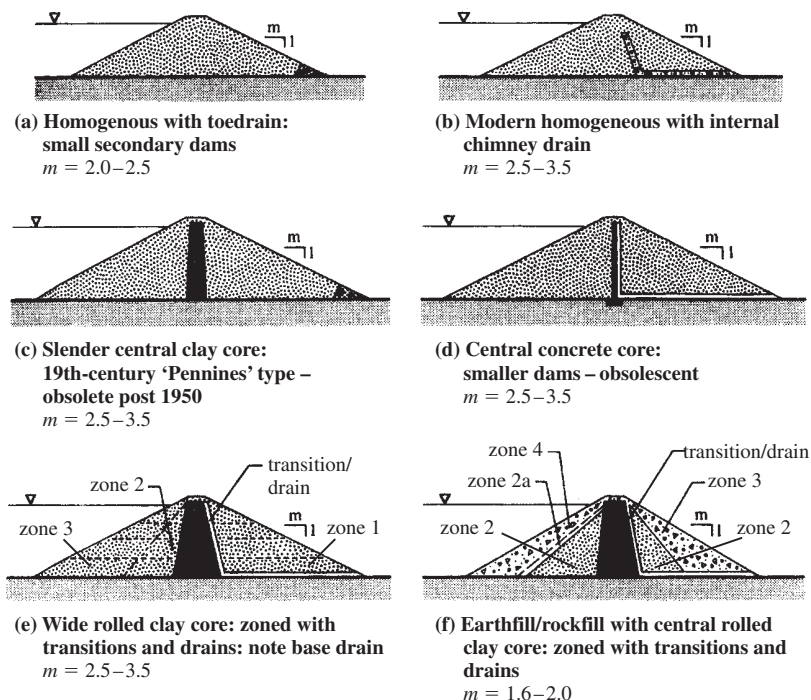 m
1
(a) Homogenous with toedrain:
small secondary dams
m = 2.0–2.5
m
1
(b) Modern homogeneous with internal
chimney drain
m = 2.5–3.5
m
1
(c) Slender central clay core:
19th-century ‘Pennines’ type –
obsolete post 1950
m = 2.5–3.5
m
1
(d) Central concrete core:
smaller dams – obsolescent
m = 2.5–3.5
transition/
drain
zone 2
zone 3
m
1
zone 1
(e) Wide rolled clay core: zoned with
transitions and drains: note base drain
m = 2.5–3.5
zone 4
transition/drain
zone 2a
zone 3
zone 2
m
1
zone 2
(f) Earthfill/rockfill with central rolled
clay core: zoned with transitions and
drains
m = 1.6–2.0